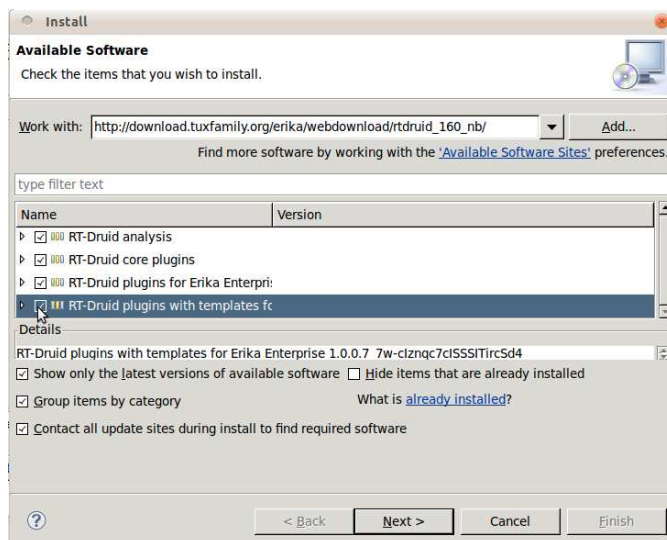 Install
Available Software
Check the items that you wish to install.
Work with: http://download.tuxfamily.org/erika/webdownload/rtdruid_160_nb/ Add...
Find more software by working with the 'Available Software Sites' preferences.
type filter text
Name Version
RT-Druid analysis
RT-Druid core plugins
RT-Druid plugins for Erika Enterpri
RT-Druid plugins with templates fo
Details
RT-Druid plugins with templates for Erika Enterprise 1.0.0.7
Show only the latest versions of available software Hide items that are already installed
Group items by category What is already installed?
Contact all update sites during install to find required software
? < Back Next > Cancel Finish